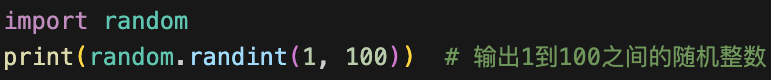 import random
print(random.randint(1, 100))  # 输出1到100之间的随机整数